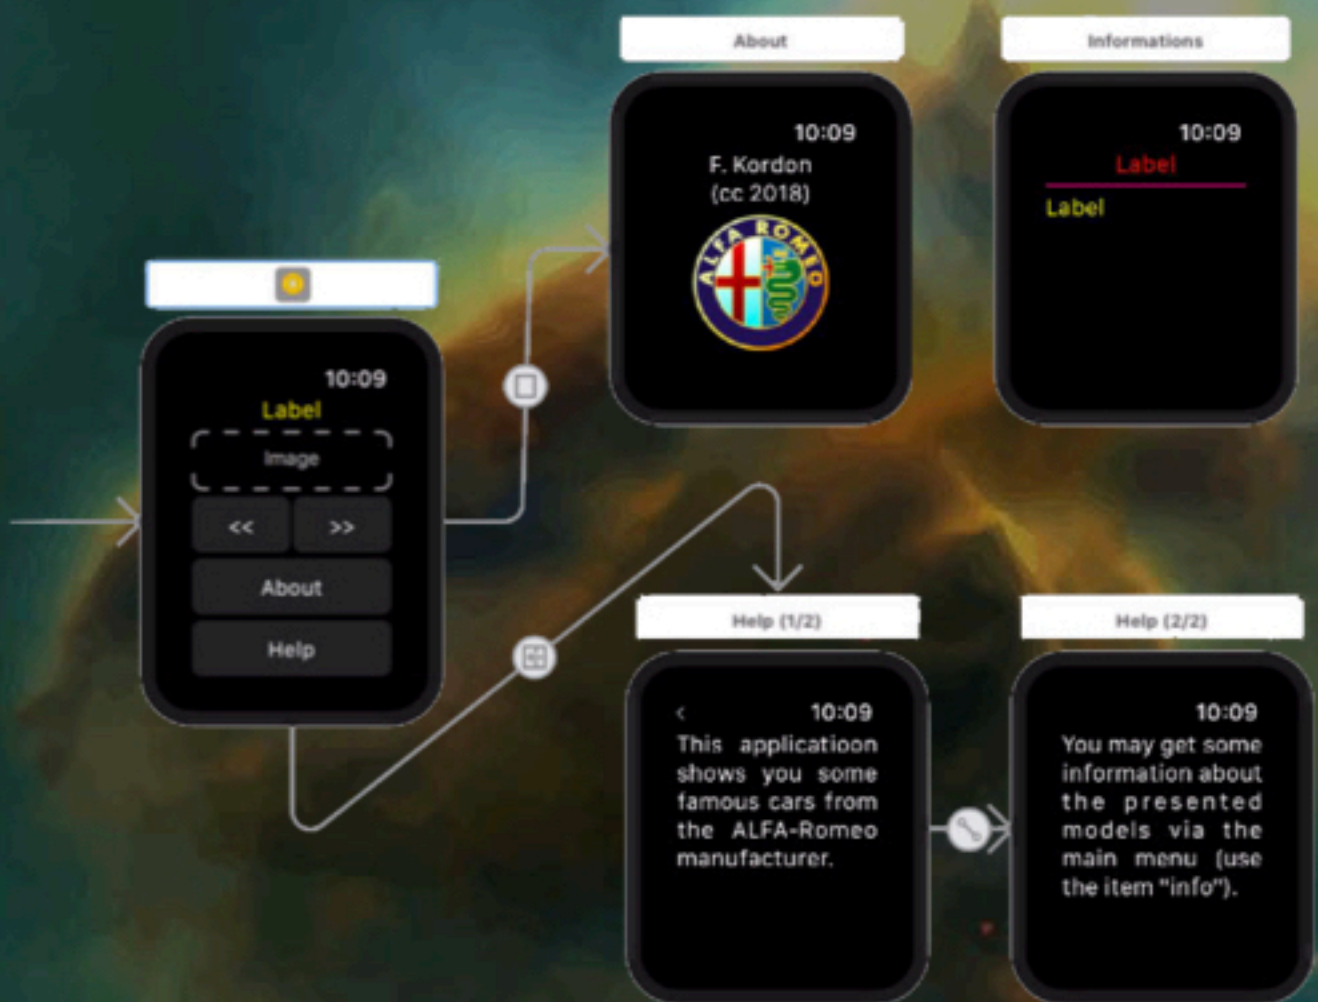 About
Informations
10:09
F. Kordon
(cc 2018)
ALFA ROMEO
10:09
Label
Label
10:09
Label
Image
<<
>>
About
Help
Help (1/2)
Help (2/2)
10:09
This applicatioon
shows you some
famous cars from
the ALFA-Romeo
manufacturer.
10:09
You may get some
information about
the presented
models via the
main menu (use
the item "info").